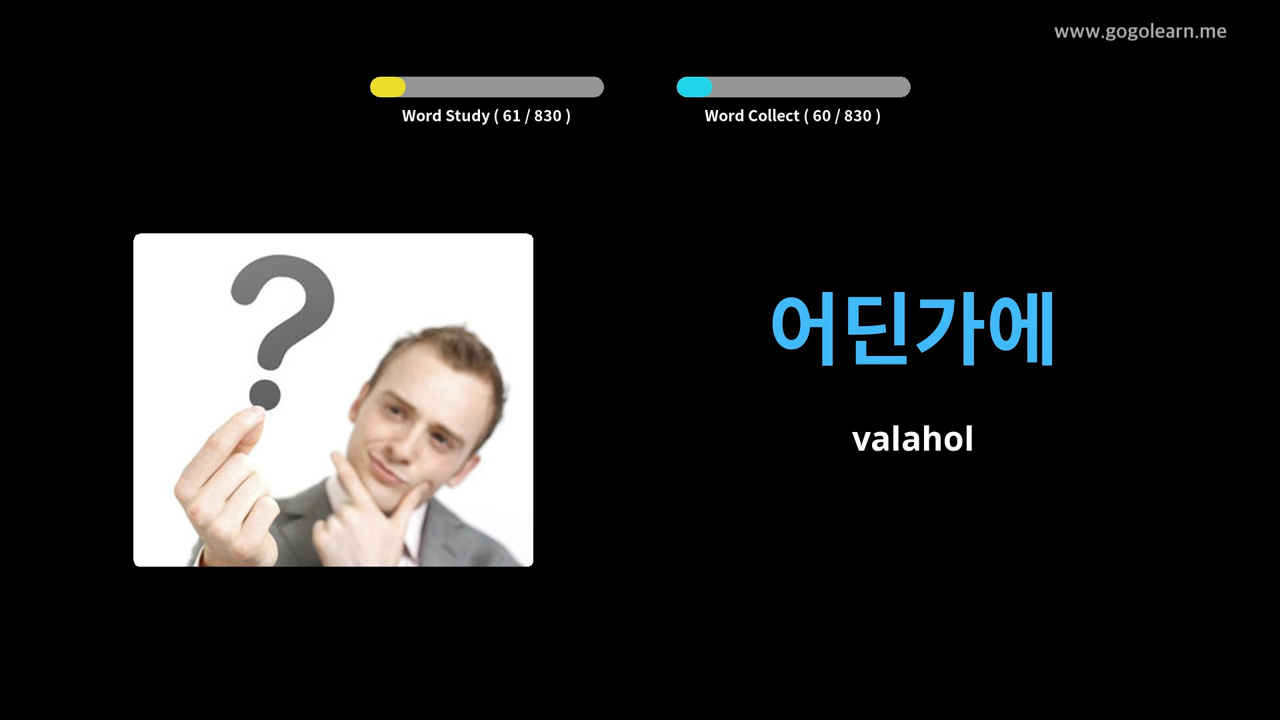 www.gogolearn.me
Word Study ( 61 / 830 )
Word Collect ( 60 / 830 )
?
어딘가에
valahol